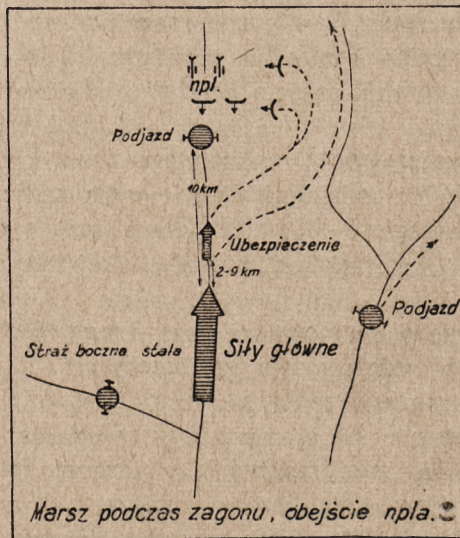 npl.
Podjazd
10 km
Ubezpieczenie
2-9 km
Podjazd
Straż boczna stała
Siły główne
Marsz podczas zagonu, obejście npla.